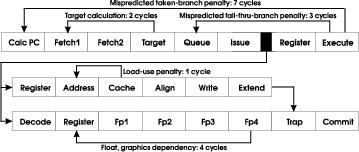 Mispredicted taken-branch penalty: 7 cycles
Target calculation: 2 cycles
Mispredicted fall-thru-branch penalty: 3 cycles
Calc PC Fetch1 Fetch2 Target Queue Issue Register Execute
Load-use penalty: 1 cycle
Register Address Cache Align Write Extend
Decode Register Fp1 Fp2 Fp3 Fp4 Trap Commit
Float, graphics dependency: 4 cycles